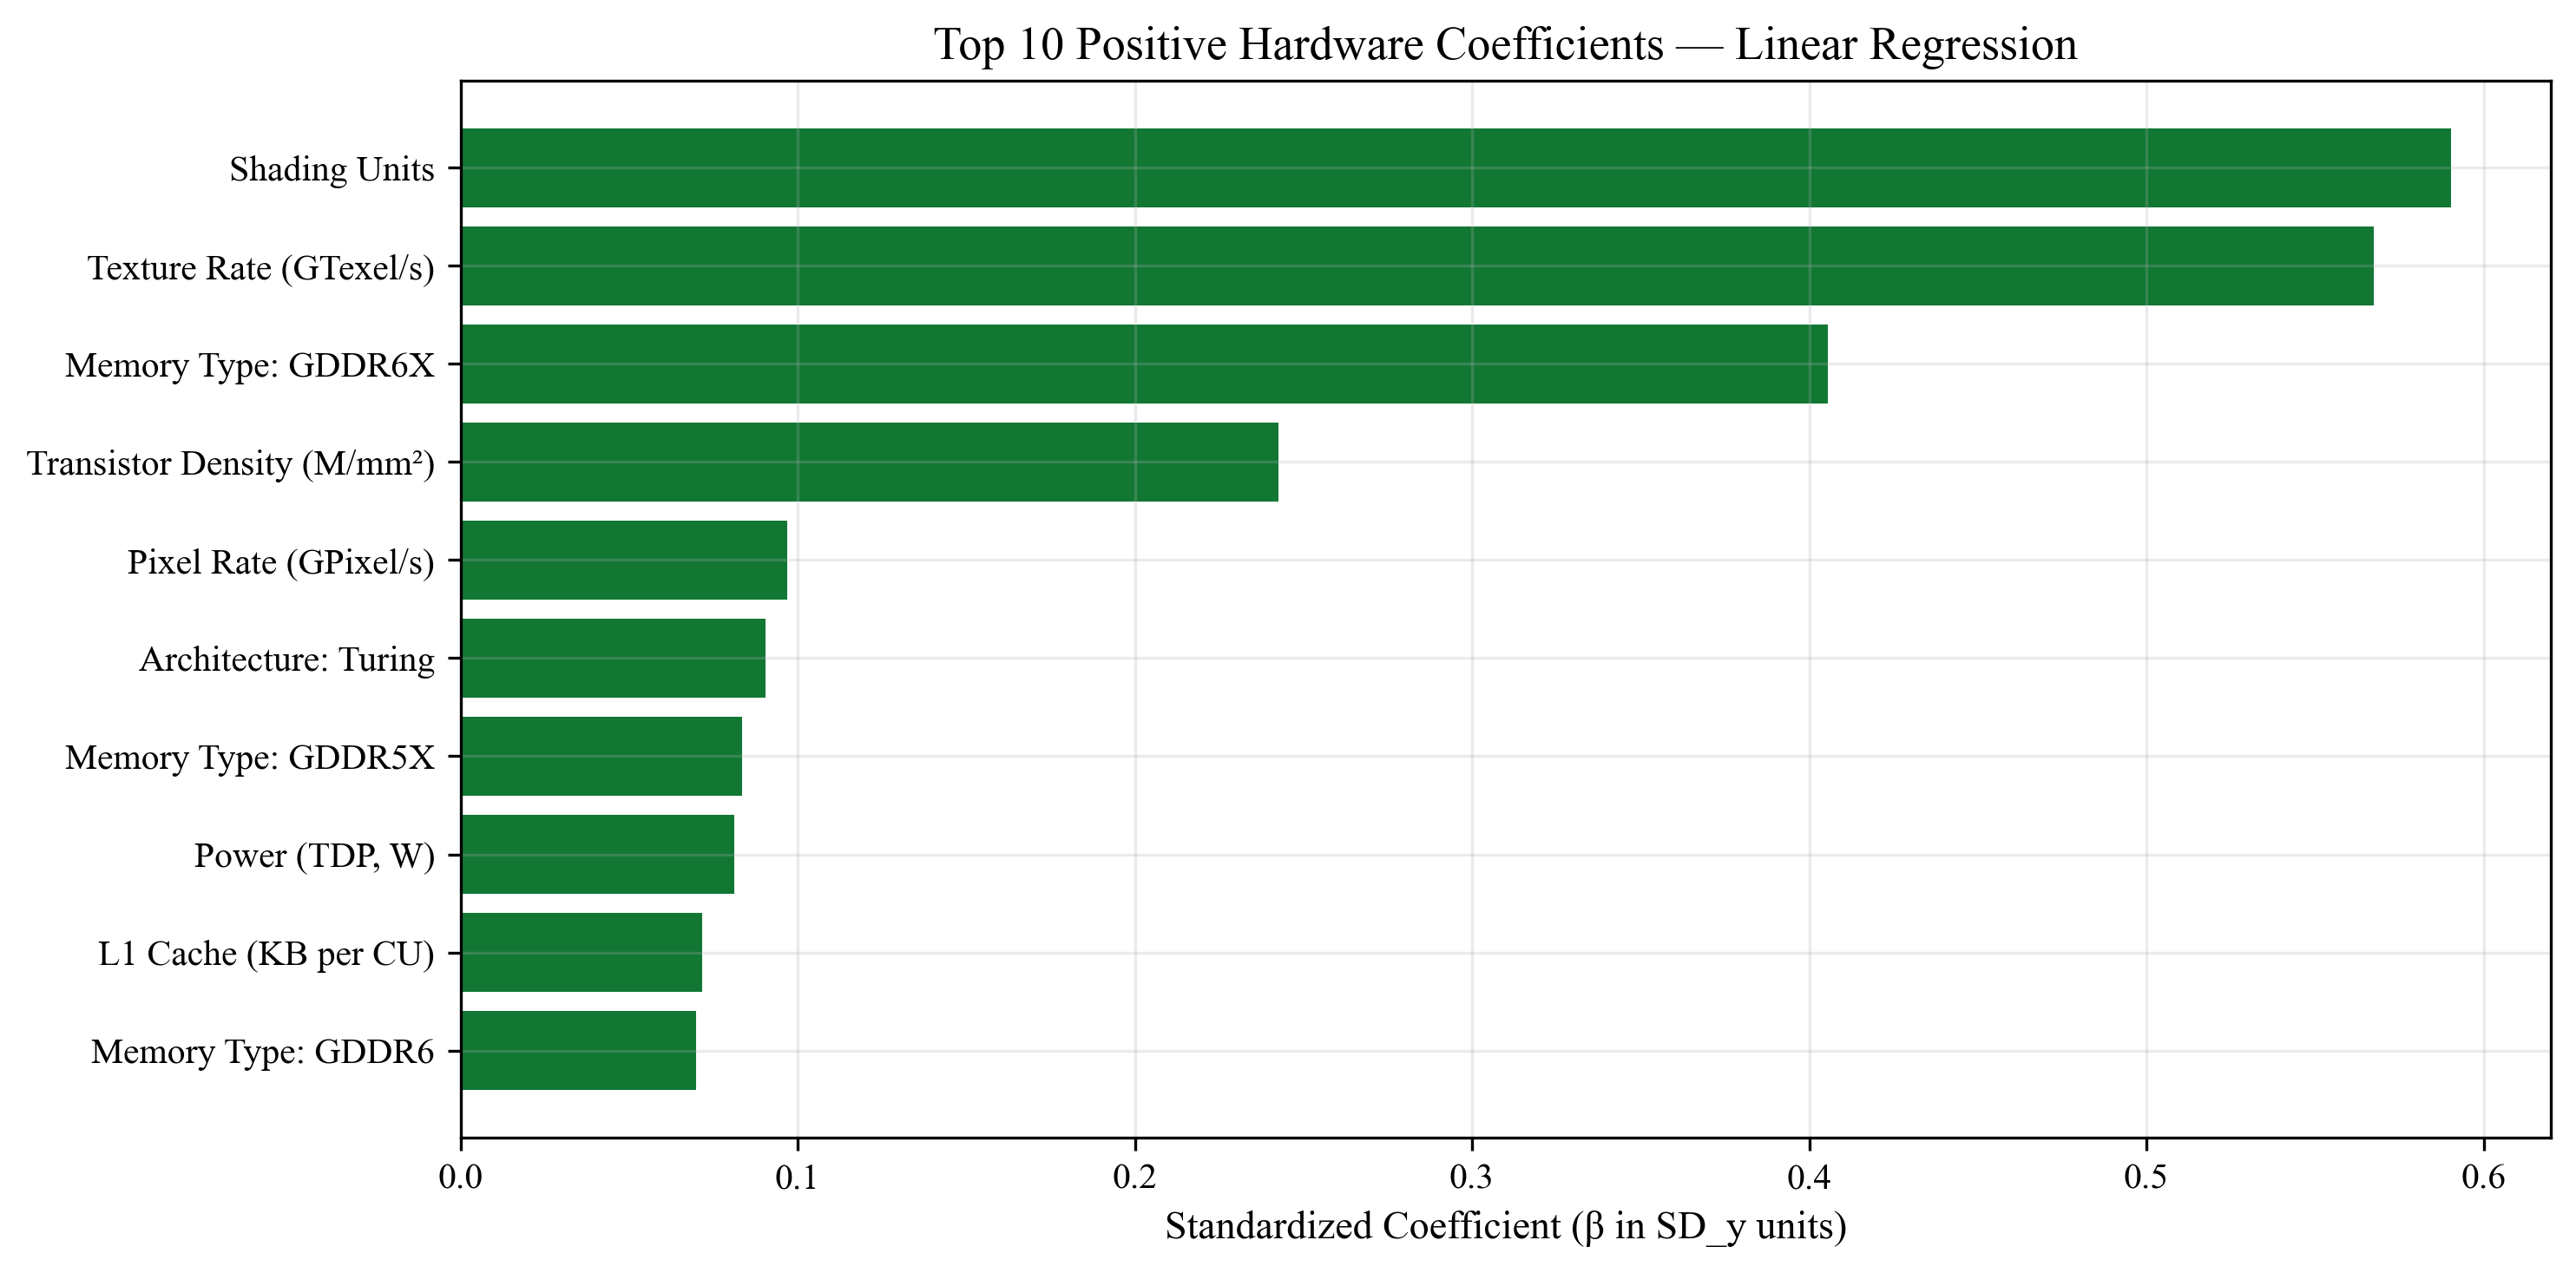 Top 10 Positive Hardware Coefficients — Linear Regression
Shading Units
Texture Rate (GTexel/s)
Memory Type: GDDR6X
Transistor Density (M/mm²)
Pixel Rate (GPixel/s)
Architecture: Turing
Memory Type: GDDR5X
Power (TDP, W)
L1 Cache (KB per CU)
Memory Type: GDDR6
0.0 0.1 0.2 0.3 0.4 0.5 0.6
Standardized Coefficient (β in SD_y units)